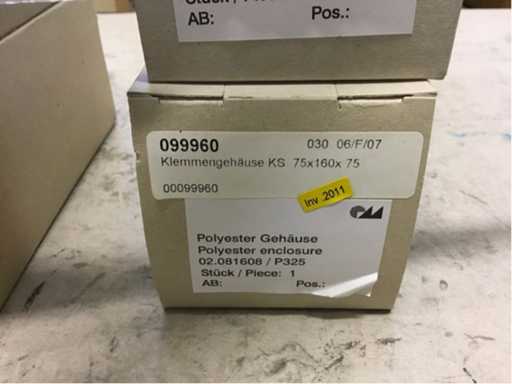 Stück /
AB: Pos.:
099960 030 06/F/07
Klemmengehäuse KS 75x160x 75
00099960
Inv. 2011
Polyester Gehäuse
Polyester enclosure
02.081608 / P325
Stück / Piece: 1
AB: Pos.: